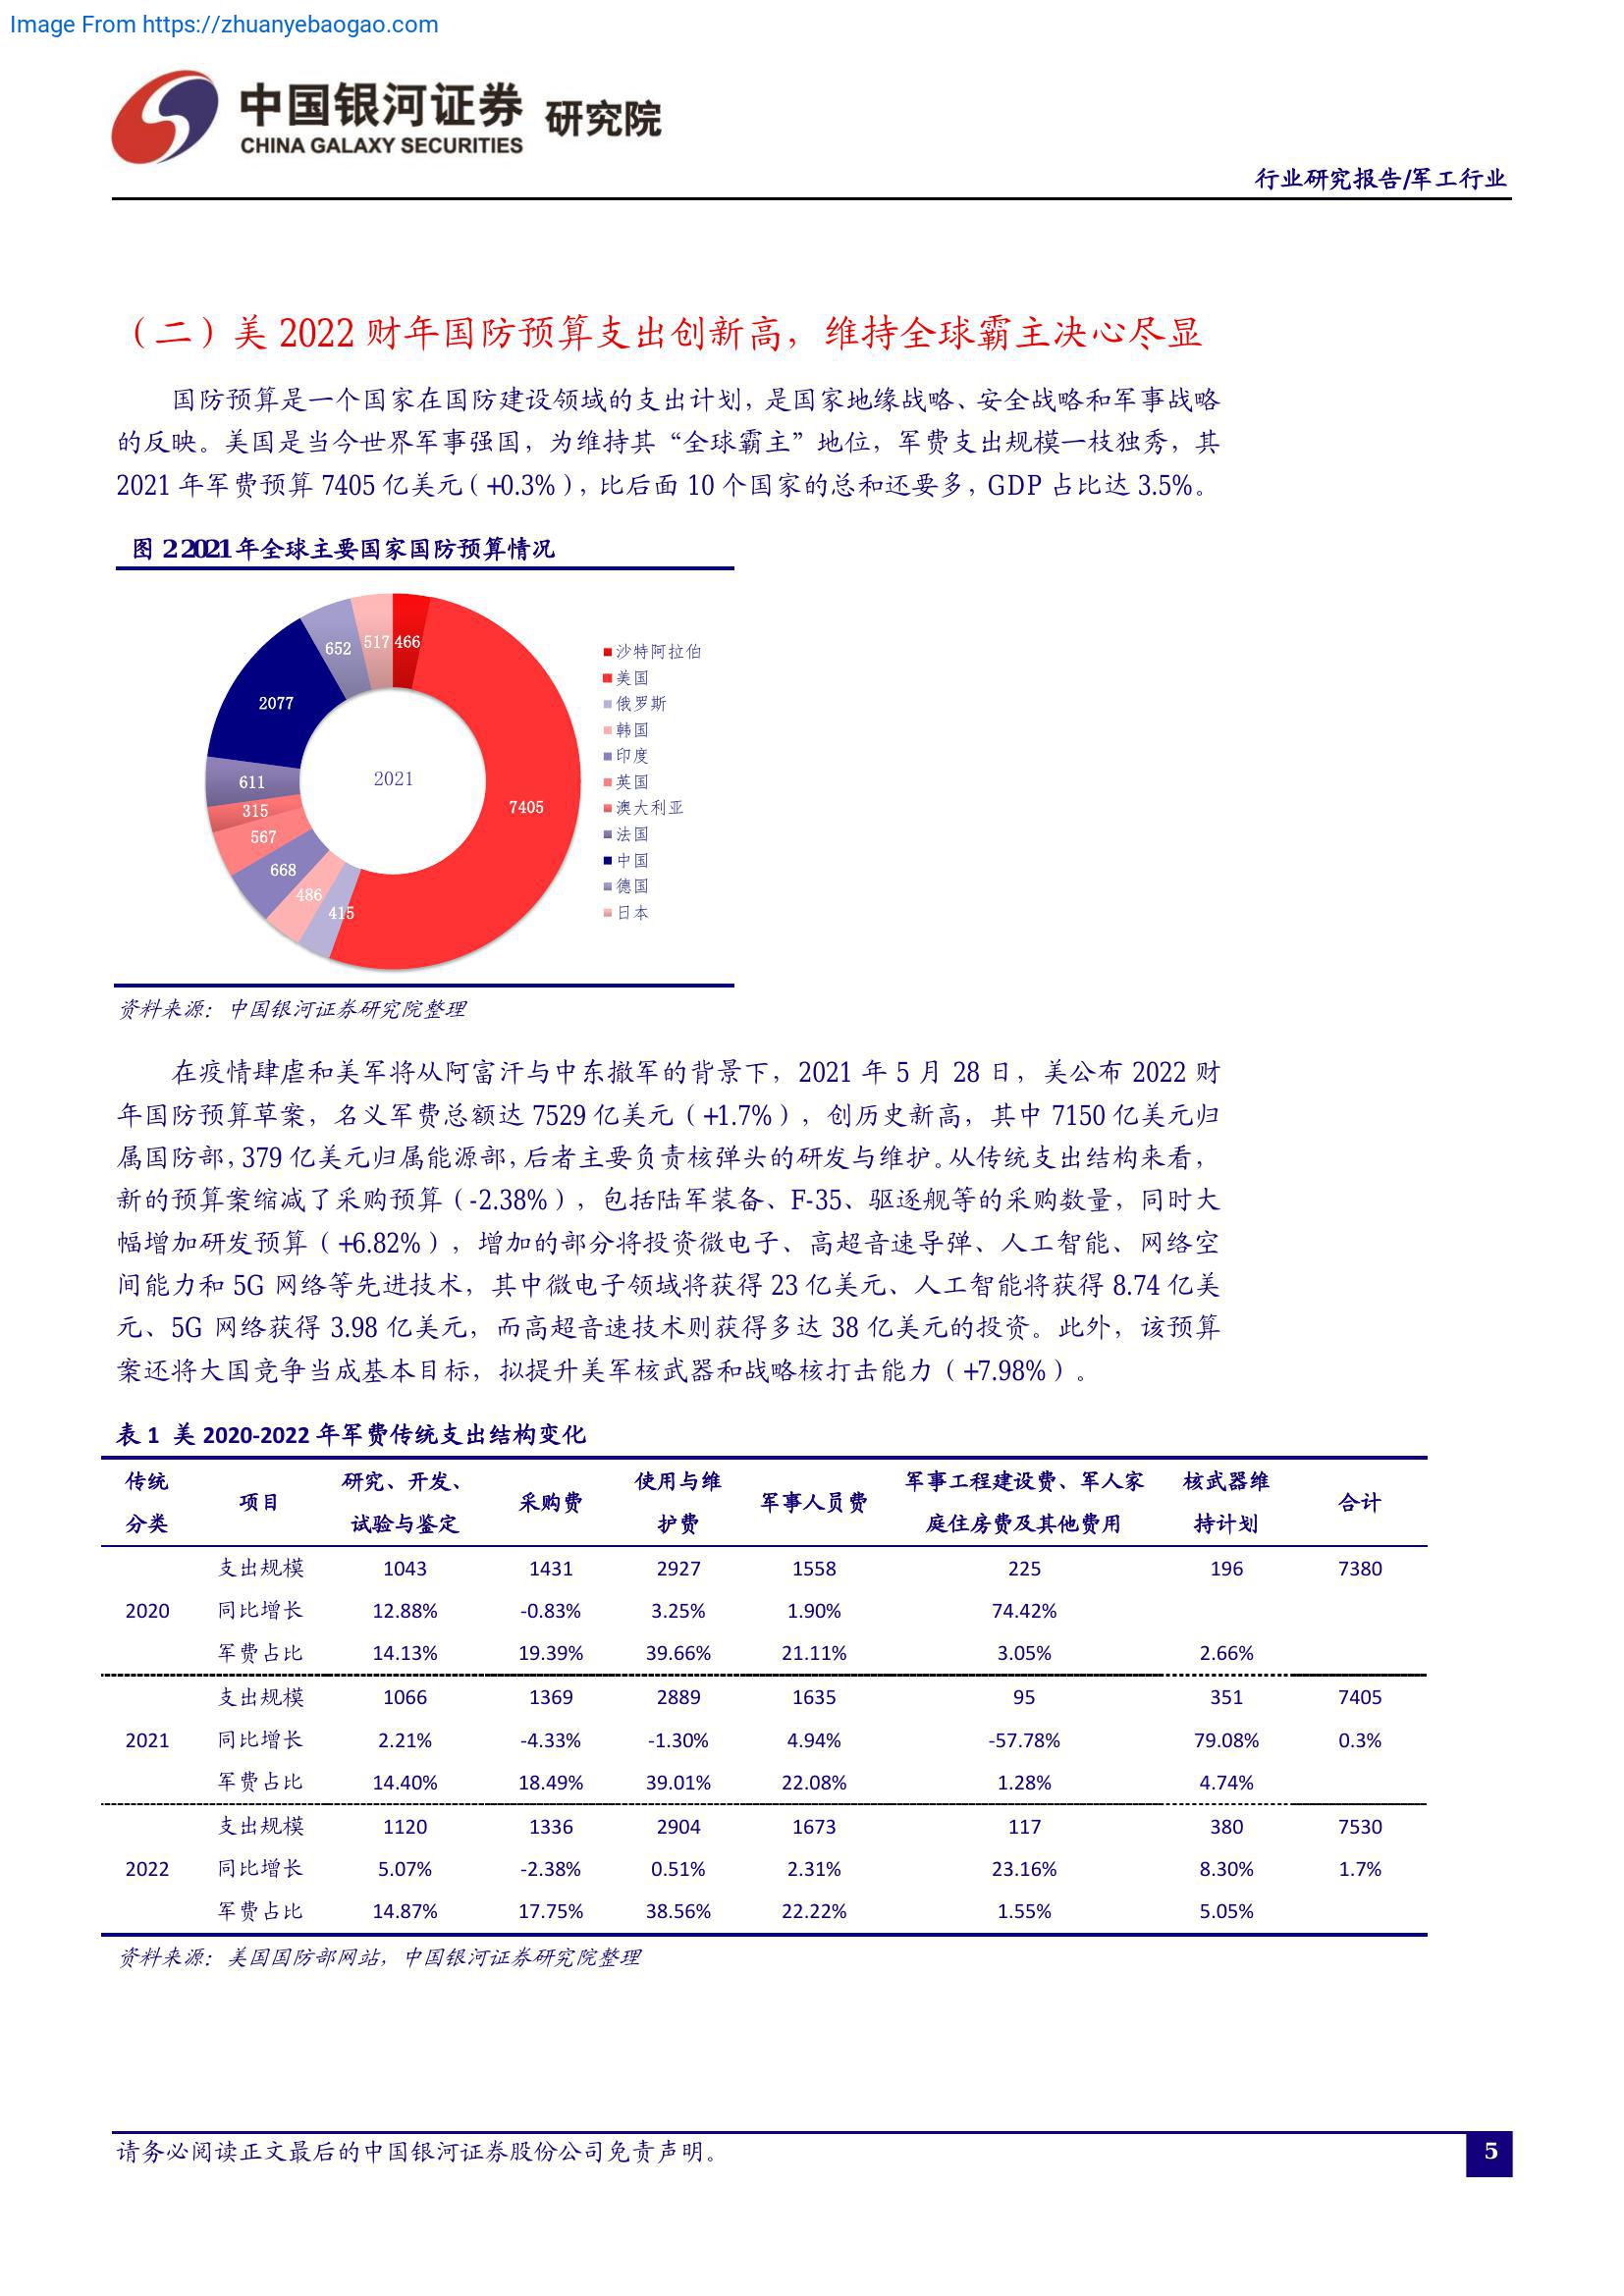 Image From https://zhuanyebaogao.com
中国银河证券 研究院
CHINA GALAXY SECURITIES
行业研究报告/军工行业
（二）美 2022 财年国防预算支出创新高，维持全球霸主决心尽显
国防预算是一个国家在国防建设领域的支出计划，是国家地缘战略、安全战略和军事战略
的反映。美国是当今世界军事强国，为维持其“全球霸主”地位，军费支出规模一枝独秀，其
2021 年军费预算 7405 亿美元（+0.3%），比后面 10 个国家的总和还要多，GDP 占比达 3.5%。
图 2 2021 年全球主要国家国防预算情况
652
517
466
2077
611
315
567
668
486
415
7405
2021
沙特阿拉伯
美国
俄罗斯
韩国
印度
英国
澳大利亚
法国
中国
德国
日本
资料来源：中国银河证券研究院整理
在疫情肆虐和美军将从阿富汗与中东撤军的背景下，2021 年 5 月 28 日，美公布 2022 财
年国防预算草案，名义军费总额达 7529 亿美元（+1.7%），创历史新高，其中 7150 亿美元归
属国防部，379 亿美元归属能源部，后者主要负责核弹头的研发与维护。从传统支出结构来看，
新的预算案缩减了采购预算（-2.38%），包括陆军装备、F-35、驱逐舰等的采购数量，同时大
幅增加研发预算（+6.82%），增加的部分将投资微电子、高超音速导弹、人工智能、网络空
间能力和 5G 网络等先进技术，其中微电子领域将获得 23 亿美元、人工智能将获得 8.74 亿美
元、5G 网络获得 3.98 亿美元，而高超音速技术则获得多达 38 亿美元的投资。此外，该预算
案还将大国竞争当成基本目标，拟提升美军核武器和战略核打击能力（+7.98%）。
表 1 美 2020-2022 年军费传统支出结构变化
传统 研究、开发、 使用与维 军事工程建设费、军人家 核武器维
项目 采购费 军事人员费 合计
分类 试验与鉴定 护费 庭住房费及其他费用 持计划
支出规模 1043 1431 2927 1558 225 196 7380
2020 同比增长 12.88% -0.83% 3.25% 1.90% 74.42%
军费占比 14.13% 19.39% 39.66% 21.11% 3.05% 2.66%
支出规模 1066 1369 2889 1635 95 351 7405
2021 同比增长 2.21% -4.33% -1.30% 4.94% -57.78% 79.08% 0.3%
军费占比 14.40% 18.49% 39.01% 22.08% 1.28% 4.74%
支出规模 1120 1336 2904 1673 117 380 7530
2022 同比增长 5.07% -2.38% 0.51% 2.31% 23.16% 8.30% 1.7%
军费占比 14.87% 17.75% 38.56% 22.22% 1.55% 5.05%
资料来源：美国国防部网站，中国银河证券研究院整理
请务必阅读正文最后的中国银河证券股份公司免责声明。
5